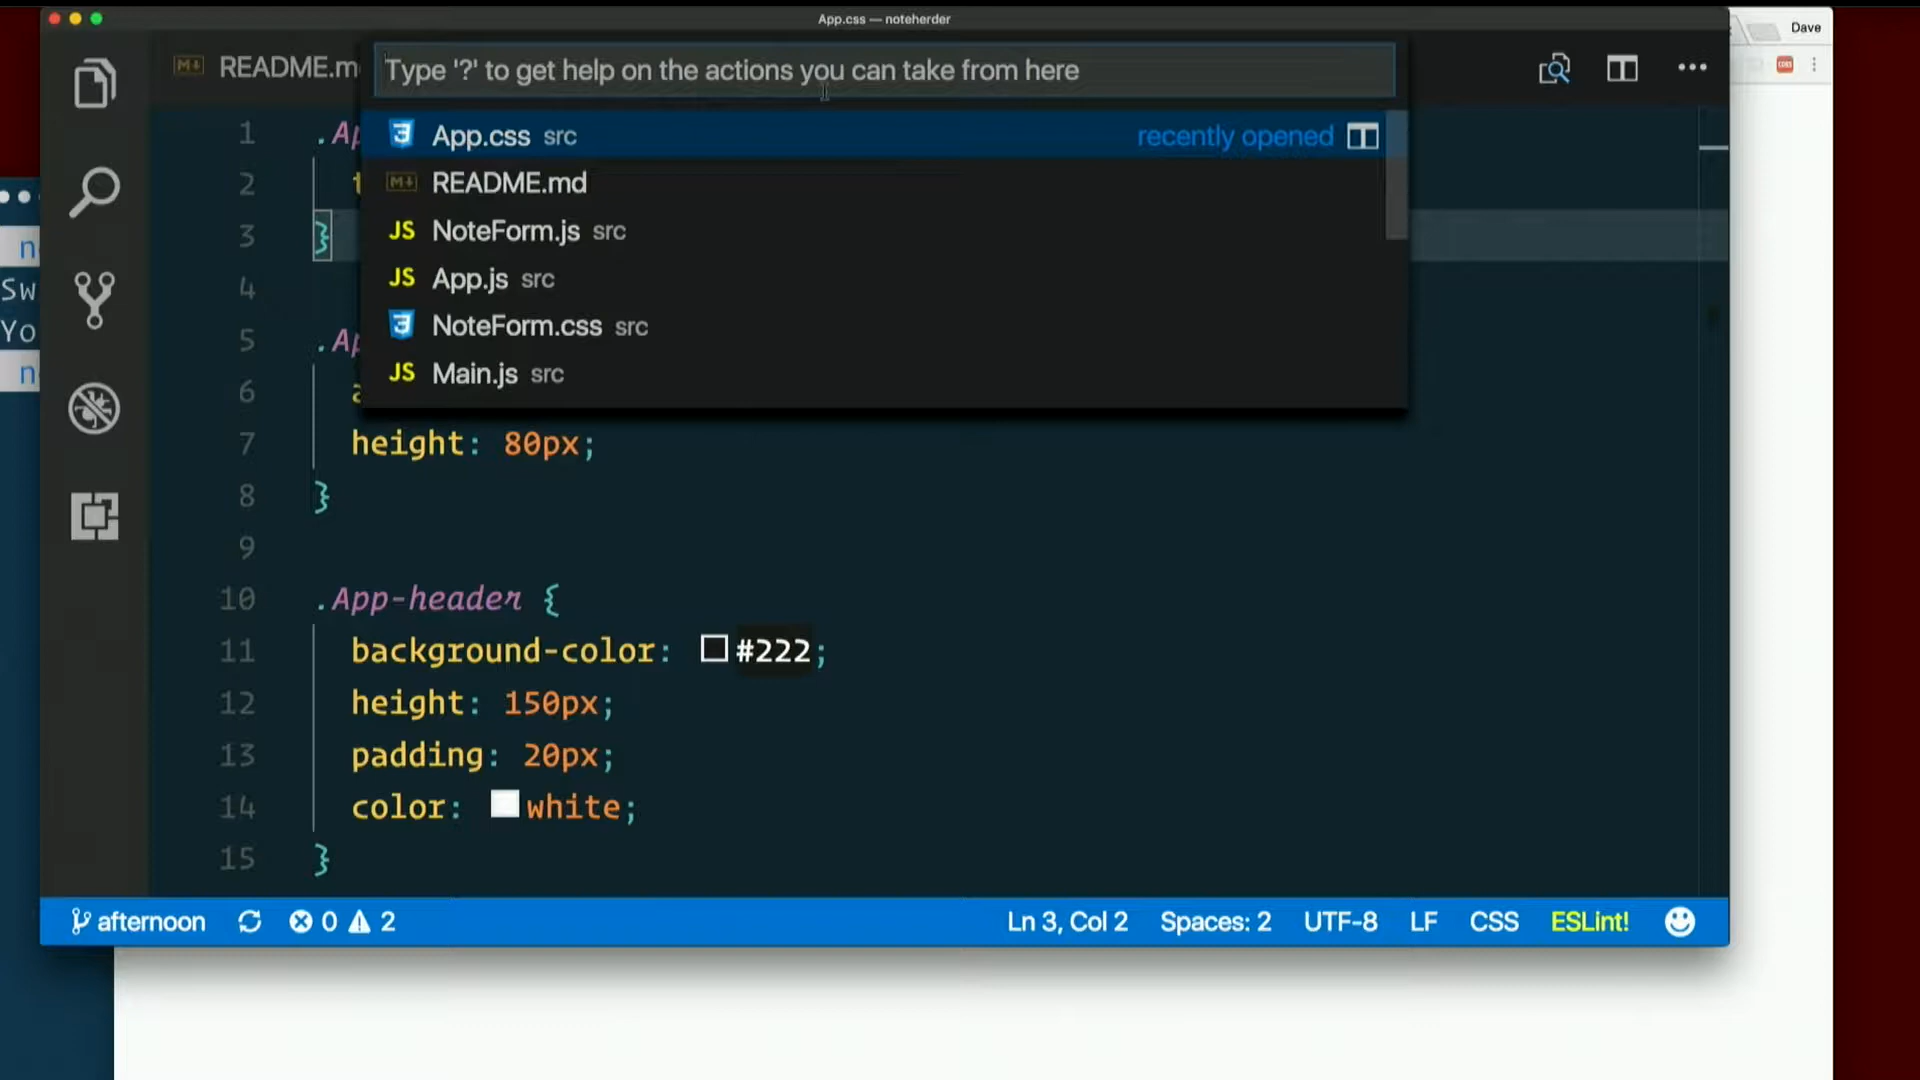 App.css — noteherder
Dave
README.m
Type '?' to get help on the actions you can take from here
App.css src recently opened
README.md
NoteForm.js src
App.js src
NoteForm.css src
Main.js src
1 .Ap
2 t
3 }
4
5 .Ap
6 a
7 height: 80px;
8 }
9
10 .App-header {
11 background-color: #222;
12 height: 150px;
13 padding: 20px;
14 color: white;
15 }
n
Sw
Yo
n
afternoon 0 2 Ln 3, Col 2 Spaces: 2 UTF-8 LF CSS ESLint!